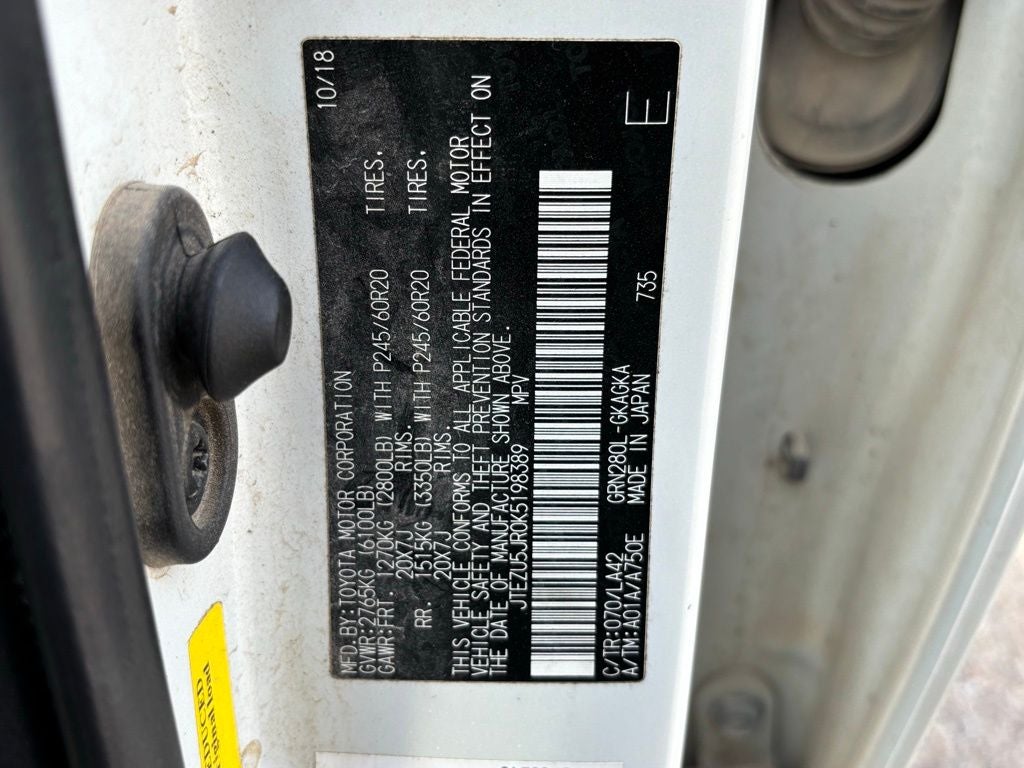 MFD.BY:TOYOTA MOTOR CORPORATION 10/18
GVWR:2765KG (6100LB)
GAWR:FRT. 1270KG (2800LB) WITH P245/60R20 TIRES.
20X7J RIMS.
RR. 1515KG (3350LB) WITH P245/60R20 TIRES.
20X7J RIMS.
THIS VEHICLE CONFORMS TO ALL APPLICABLE FEDERAL MOTOR
VEHICLE SAFETY AND THEFT PREVENTION STANDARDS IN EFFECT ON
THE DATE OF MANUFACTURE SHOWN ABOVE.
JTEZU5JR0K5198389 MPV
C/TR:070/LA42 GRN280L-GKAGKA 735
A/TM:A01A/A750E MADE IN JAPAN E
EDUCED
iginal load